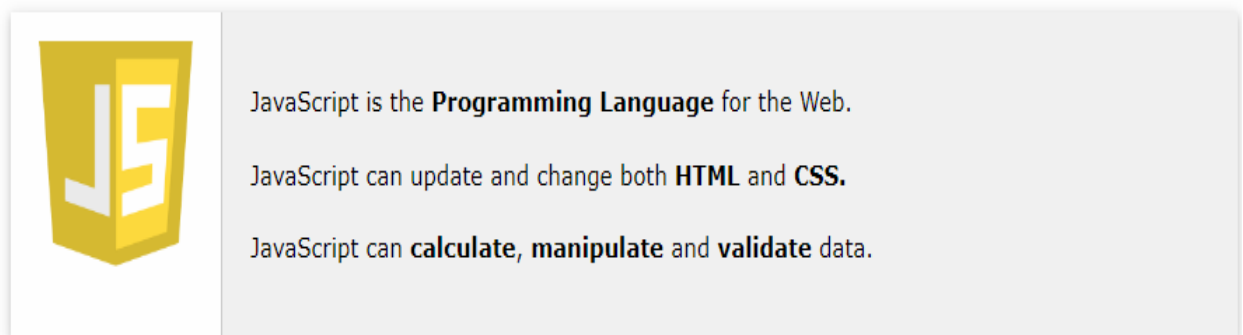 JS
JavaScript is the Programming Language for the Web.
JavaScript can update and change both HTML and CSS.
JavaScript can calculate, manipulate and validate data.